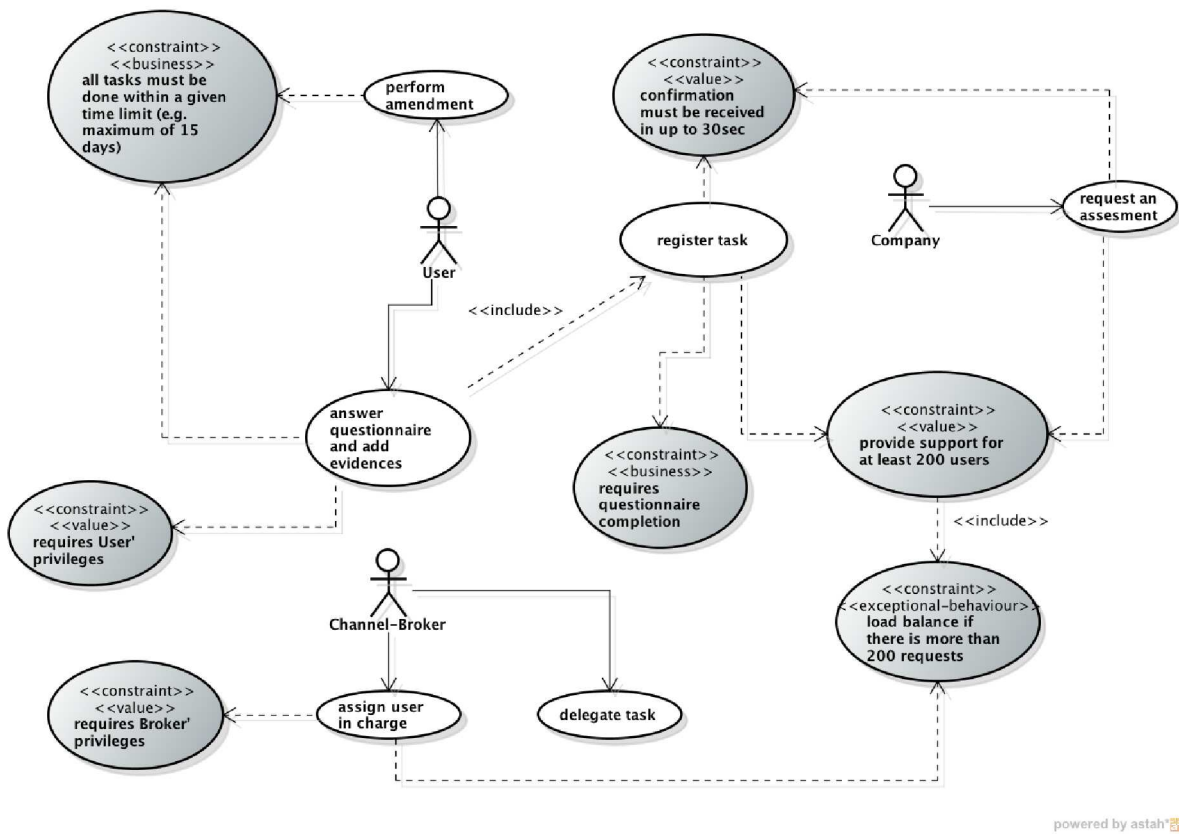 <<constraint>>
<<business>>
all tasks must be
done within a given
time limit (e.g.
maximum of 15
days)
perform
amendment
<<constraint>>
<<value>>
confirmation
must be received
in up to 30sec
User
register task
Company
request an
assesment
<<include>>
answer
questionnaire
and add
evidences
<<constraint>>
<<business>>
requires
questionnaire
completion
<<constraint>>
<<value>>
provide support for
at least 200 users
<<include>>
<<constraint>>
<<value>>
requires User'
privileges
Channel-Broker
<<constraint>>
<<exceptional-behaviour>>
load balance if
there is more than
200 requests
<<constraint>>
<<value>>
requires Broker'
privileges
assign user
in charge
delegate task
powered by astah*